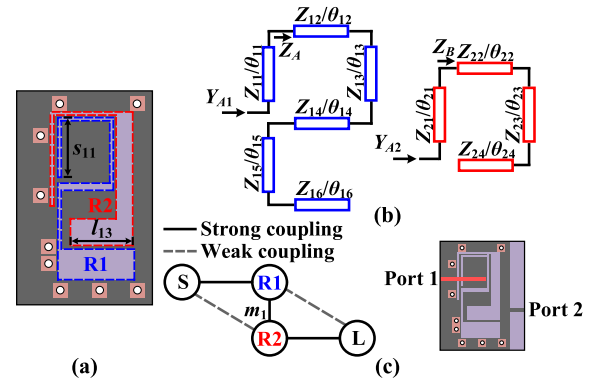 s11
R2
l13
R1
(a)
Z12/θ12
ZA
Z11/θ11
Z13/θ13
YA1
Z14/θ14
Z15/θ15
Z16/θ16
ZB
Z22/θ22
Z21/θ21
Z23/θ23
YA2
Z24/θ24
(b)
Strong coupling
Weak coupling
S
R1
m1
R2
L
(c)
Port 1
Port 2